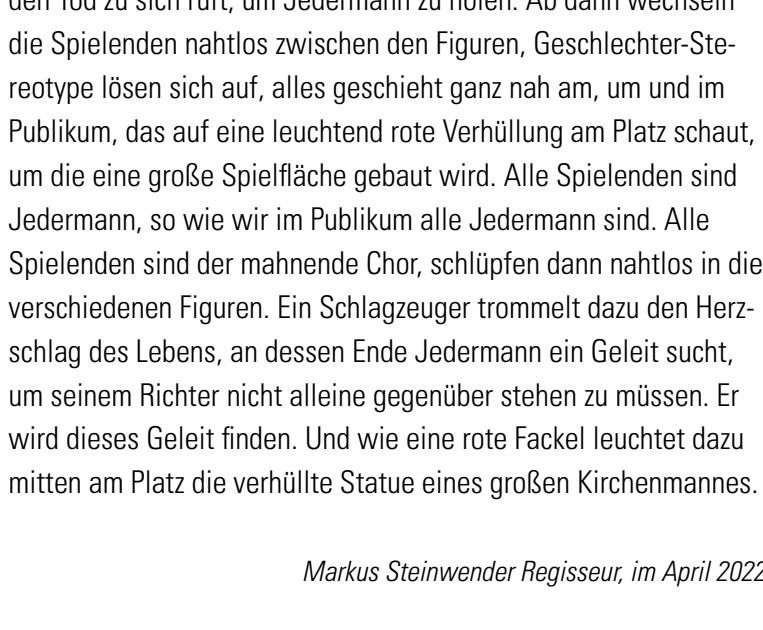 den Tod zu sich ruft, um Jedermann zu holen. Ab dann wechseln
die Spielenden nahtlos zwischen den Figuren, Geschlechter-Ste-
reotype lösen sich auf, alles geschieht ganz nah am, um und im
Publikum, das auf eine leuchtend rote Verhüllung am Platz schaut,
um die eine große Spielfläche gebaut wird. Alle Spielenden sind
Jedermann, so wie wir im Publikum alle Jedermann sind. Alle
Spielenden sind der mahnende Chor, schlüpfen dann nahtlos in die
verschiedenen Figuren. Ein Schlagzeuger trommelt dazu den Herz-
schlag des Lebens, an dessen Ende Jedermann ein Geleit sucht,
um seinem Richter nicht alleine gegenüber stehen zu müssen. Er
wird dieses Geleit finden. Und wie eine rote Fackel leuchtet dazu
mitten am Platz die verhüllte Statue eines großen Kirchenmannes.
Markus Steinwender Regisseur, im April 2022